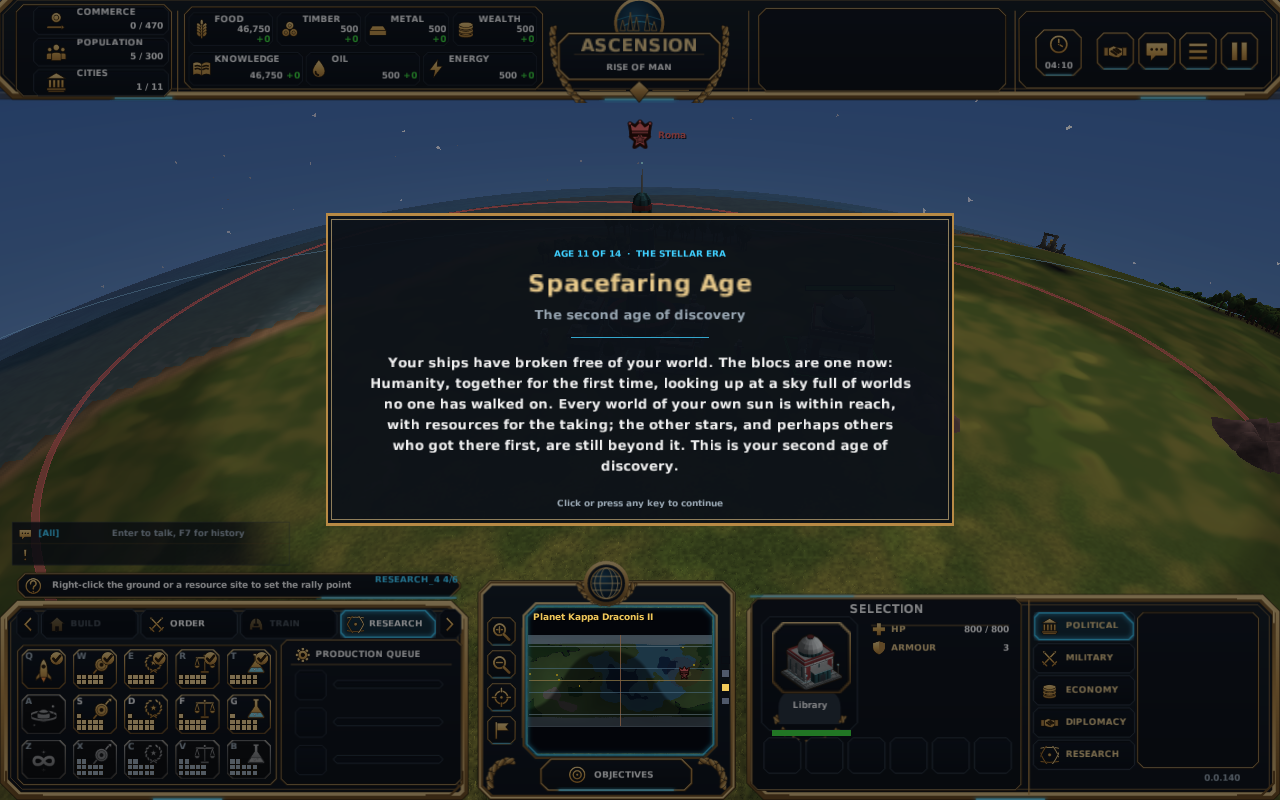 COMMERCE
0 / 470
POPULATION
5 / 300
CITIES
1 / 11
FOOD
46,750
+0
TIMBER
500
+0
METAL
500
+0
WEALTH
500
+0
KNOWLEDGE
46,750 +0
OIL
500 +0
ENERGY
500 +0
ASCENSION
RISE OF MAN
04:10
Roma
AGE 11 OF 14 · THE STELLAR ERA
Spacefaring Age
The second age of discovery
Your ships have broken free of your world. The blocs are one now:
Humanity, together for the first time, looking up at a sky full of worlds
no one has walked on. Every world of your own sun is within reach,
with resources for the taking; the other stars, and perhaps others
who got there first, are still beyond it. This is your second age of
discovery.
Click or press any key to continue
[All] Enter to talk, F7 for history
!
? Right-click the ground or a resource site to set the rally point
RESEARCH_4 4/6
BUILD
ORDER
TRAIN
RESEARCH
Q W E R T
A S D F G
Z X C V B
PRODUCTION QUEUE
Planet Kappa Draconis II
OBJECTIVES
SELECTION
Library
HP 800 / 800
ARMOUR 3
POLITICAL
MILITARY
ECONOMY
DIPLOMACY
RESEARCH
0.0.140